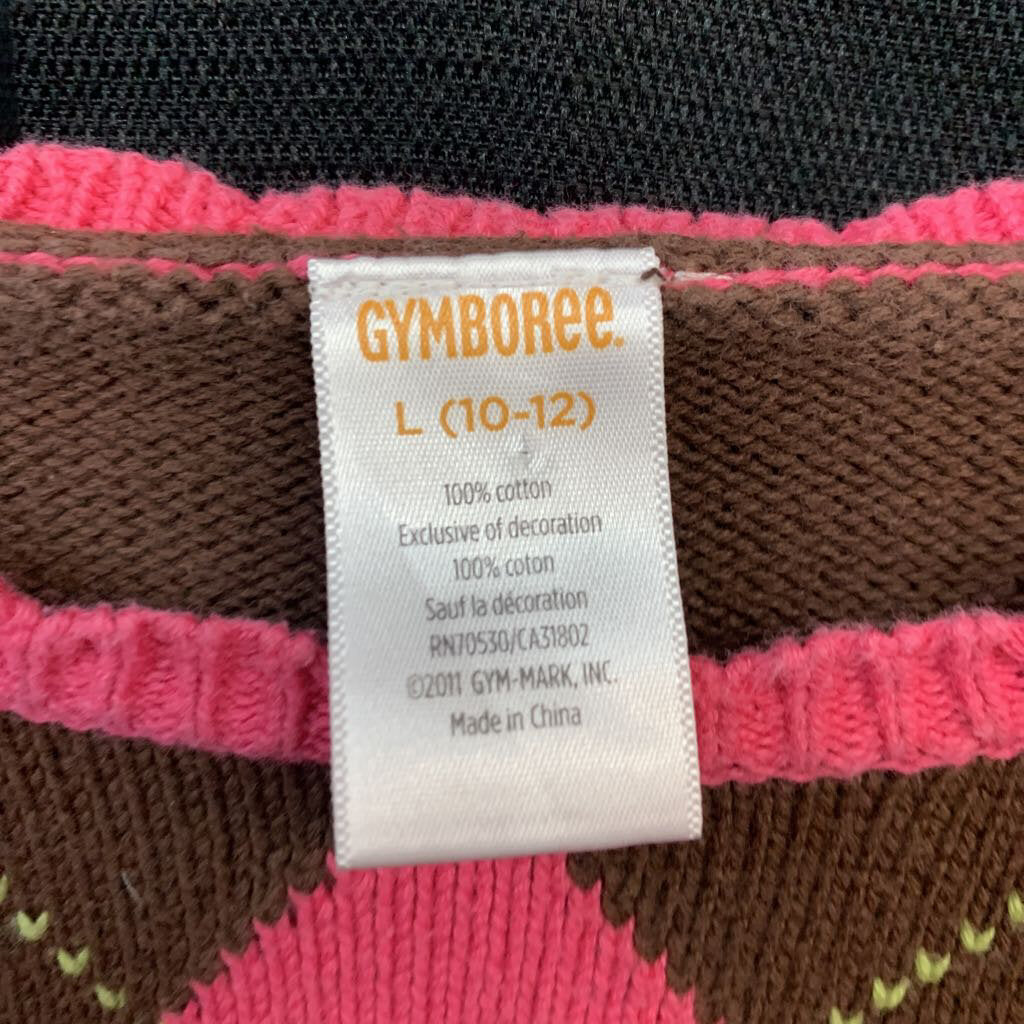 GYMBORee.
L (10-12)
100% cotton
Exclusive of decoration
100% coton
Sauf la décoration
RN70530/CA31802
©2011 GYM-MARK, INC.
Made in China